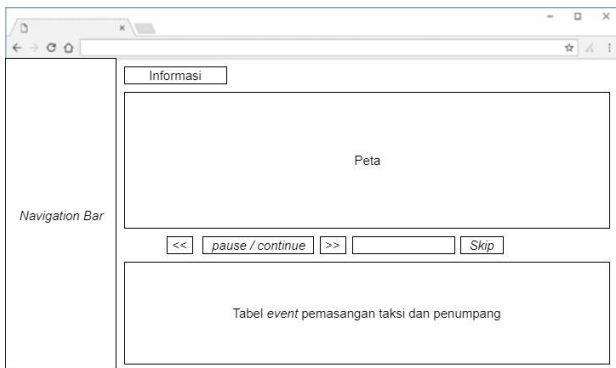 Informasi
Peta
Navigation Bar
<< pause / continue >> Skip
Tabel event pemasangan taksi dan penumpang